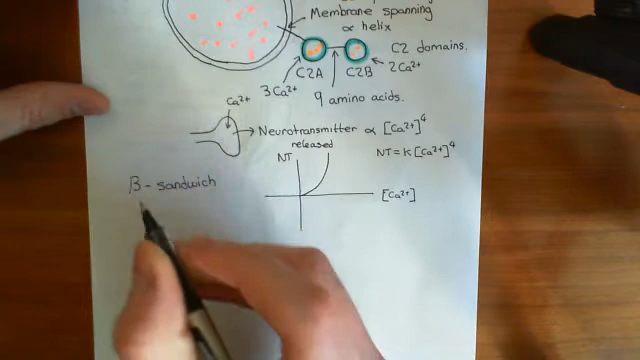 Membrane spanning
α helix
C2 domains.
C2A
C2B
2Ca²⁺
3Ca²⁺
9 amino acids.
Ca²⁺
Neurotransmitter ∝ [Ca²⁺]⁴
released
NT = K[Ca²⁺]⁴
NT
β - sandwich
[Ca²⁺]